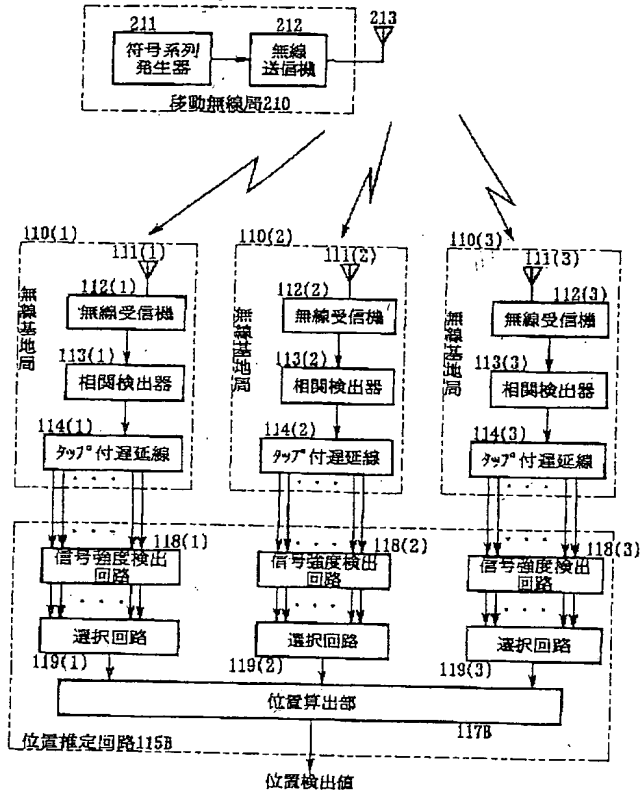 211
212
213
符号系列
発生器
無線
送信機
移動無線局210
110(1)
110(2)
110(3)
111(1)
111(2)
111(3)
無線基地局
無線基地局
無線基地局
112(1)
112(2)
112(3)
無線受信機
無線受信機
無線受信機
113(1)
113(2)
113(3)
相関検出器
相関検出器
相関検出器
114(1)
114(2)
114(3)
タップ付遅延線
タップ付遅延線
タップ付遅延線
118(1)
118(2)
118(3)
信号強度検出
回路
信号強度検出
回路
信号強度検出
回路
選択回路
選択回路
選択回路
119(1)
119(2)
119(3)
位置算出部
117B
位置推定回路115B
位置検出値